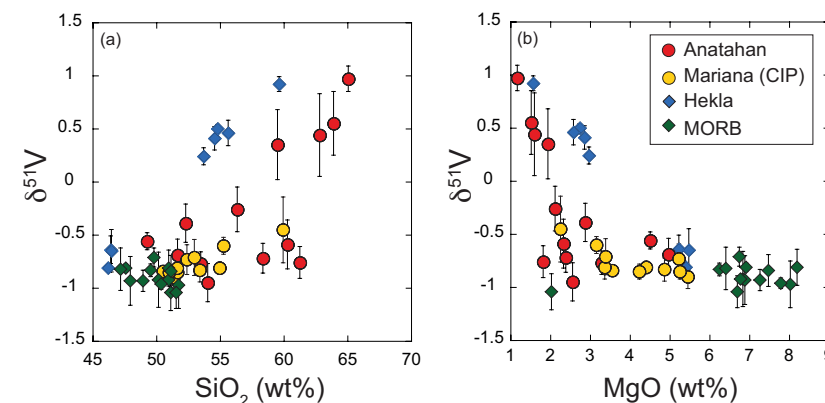 (a)
1.5
1
0.5
0
-0.5
-1
-1.5
δ⁵¹V
45 50 55 60 65 70
SiO₂ (wt%)
(b)
Anatahan
Mariana (CIP)
Hekla
MORB
1.5
1
0.5
0
-0.5
-1
-1.5
δ⁵¹V
1 2 3 4 5 6 7 8 9
MgO (wt%)